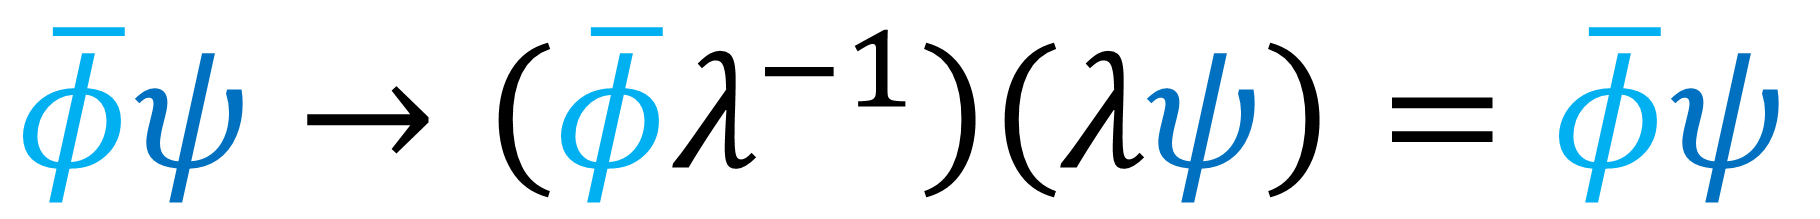 ϕ̅ψ → (ϕ̅λ⁻¹)(λψ) = ϕ̅ψ